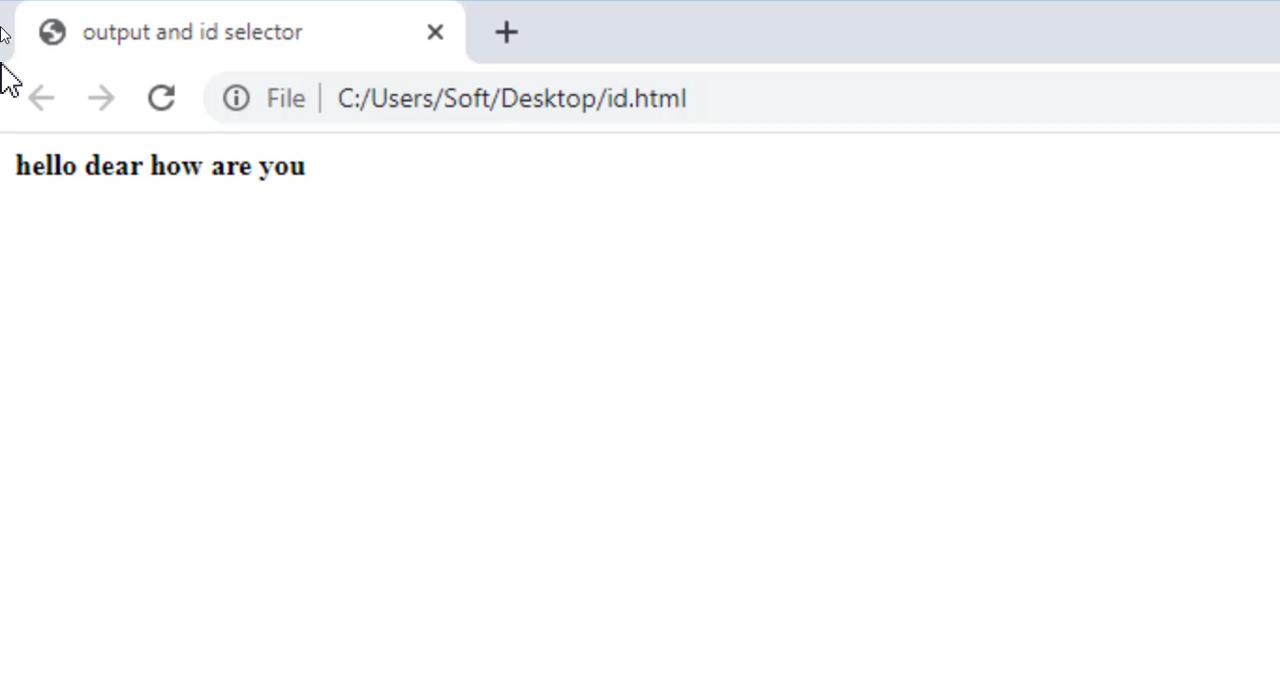 output and id selector
File C:/Users/Soft/Desktop/id.html
hello dear how are you